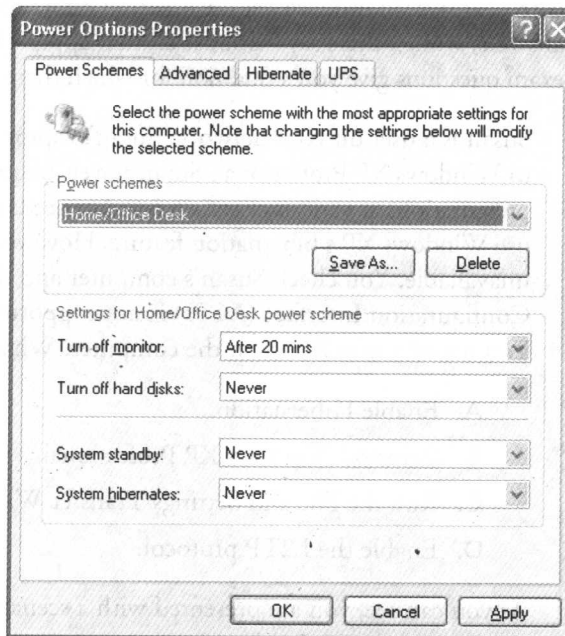 Power Options Properties
Power Schemes Advanced Hibernate UPS
Select the power scheme with the most appropriate settings for
this computer. Note that changing the settings below will modify
the selected scheme.
Power schemes
Home/Office Desk
Save As... Delete
Settings for Home/Office Desk power scheme
Turn off monitor: After 20 mins
Turn off hard disks: Never
System standby: Never
System hibernates: Never
OK Cancel Apply